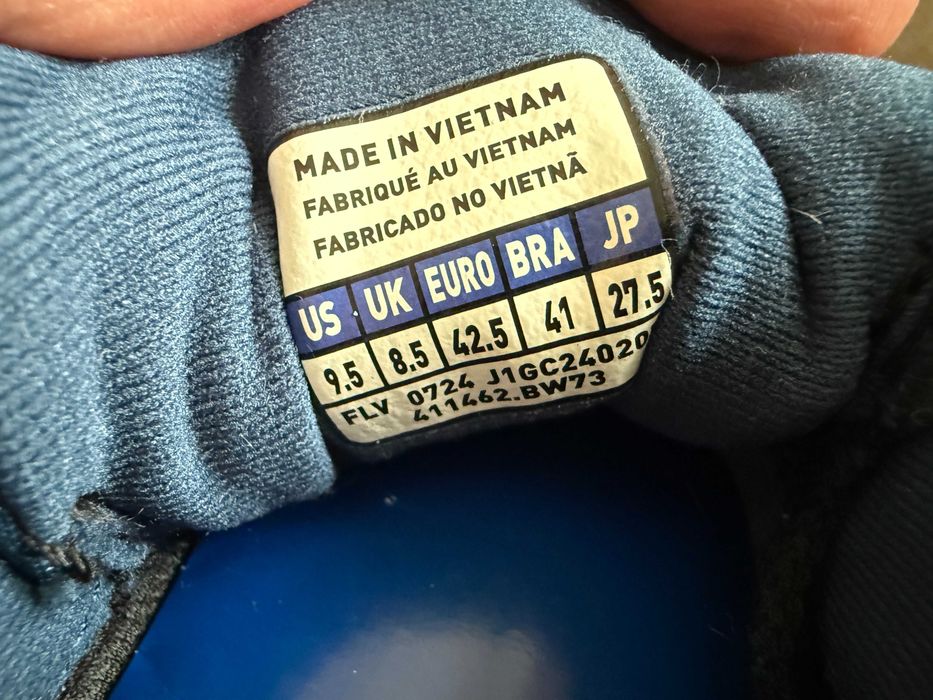 MADE IN VIETNAM
FABRIQUÉ AU VIETNAM
FABRICADO NO VIETNÃ
US UK EURO BRA JP
9.5 8.5 42.5 41 27.5
FLV 0724 J1GC24020
411462.BW73